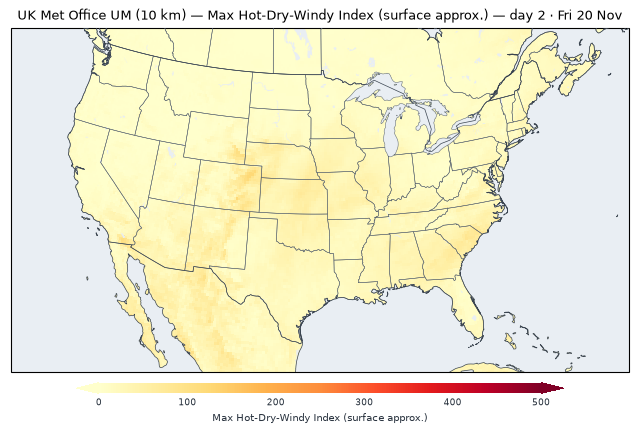 UK Met Office UM (10 km) — Max Hot-Dry-Windy Index (surface approx.) — day 2 · Fri 20 Nov
0 100 200 300 400 500
Max Hot-Dry-Windy Index (surface approx.)